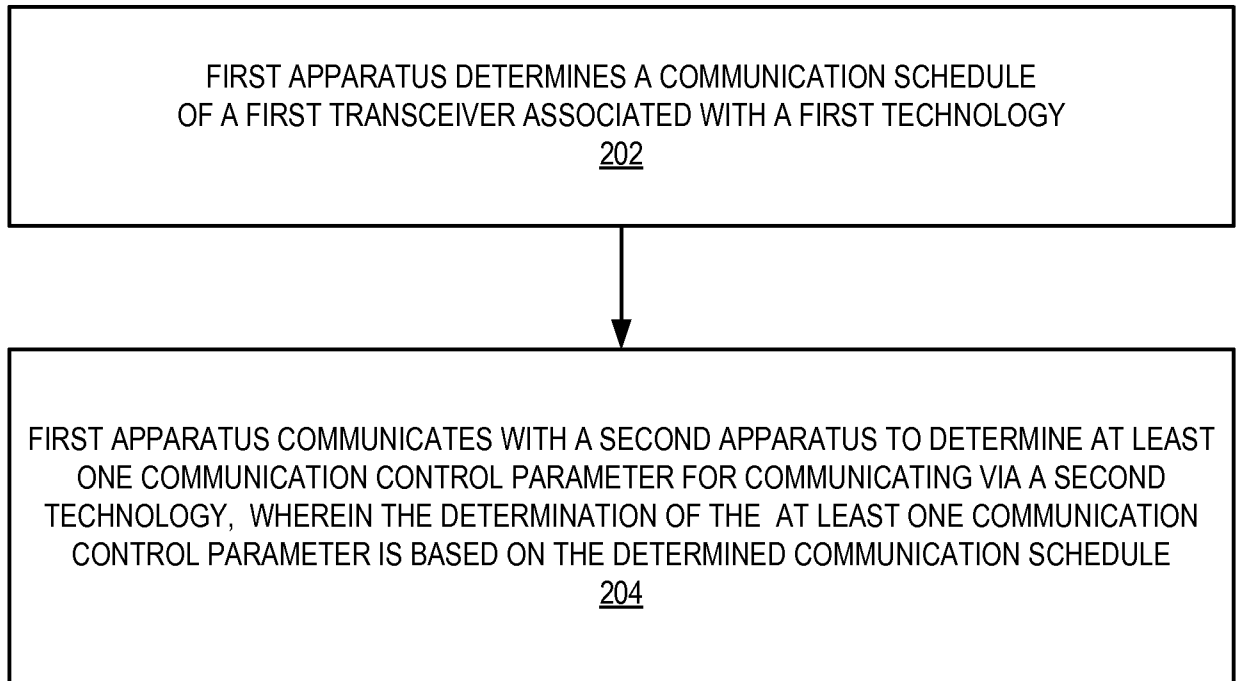 FIRST APPARATUS DETERMINES A COMMUNICATION SCHEDULE
OF A FIRST TRANSCEIVER ASSOCIATED WITH A FIRST TECHNOLOGY
202
FIRST APPARATUS COMMUNICATES WITH A SECOND APPARATUS TO DETERMINE AT LEAST
ONE COMMUNICATION CONTROL PARAMETER FOR COMMUNICATING VIA A SECOND
TECHNOLOGY, WHEREIN THE DETERMINATION OF THE AT LEAST ONE COMMUNICATION
CONTROL PARAMETER IS BASED ON THE DETERMINED COMMUNICATION SCHEDULE
204